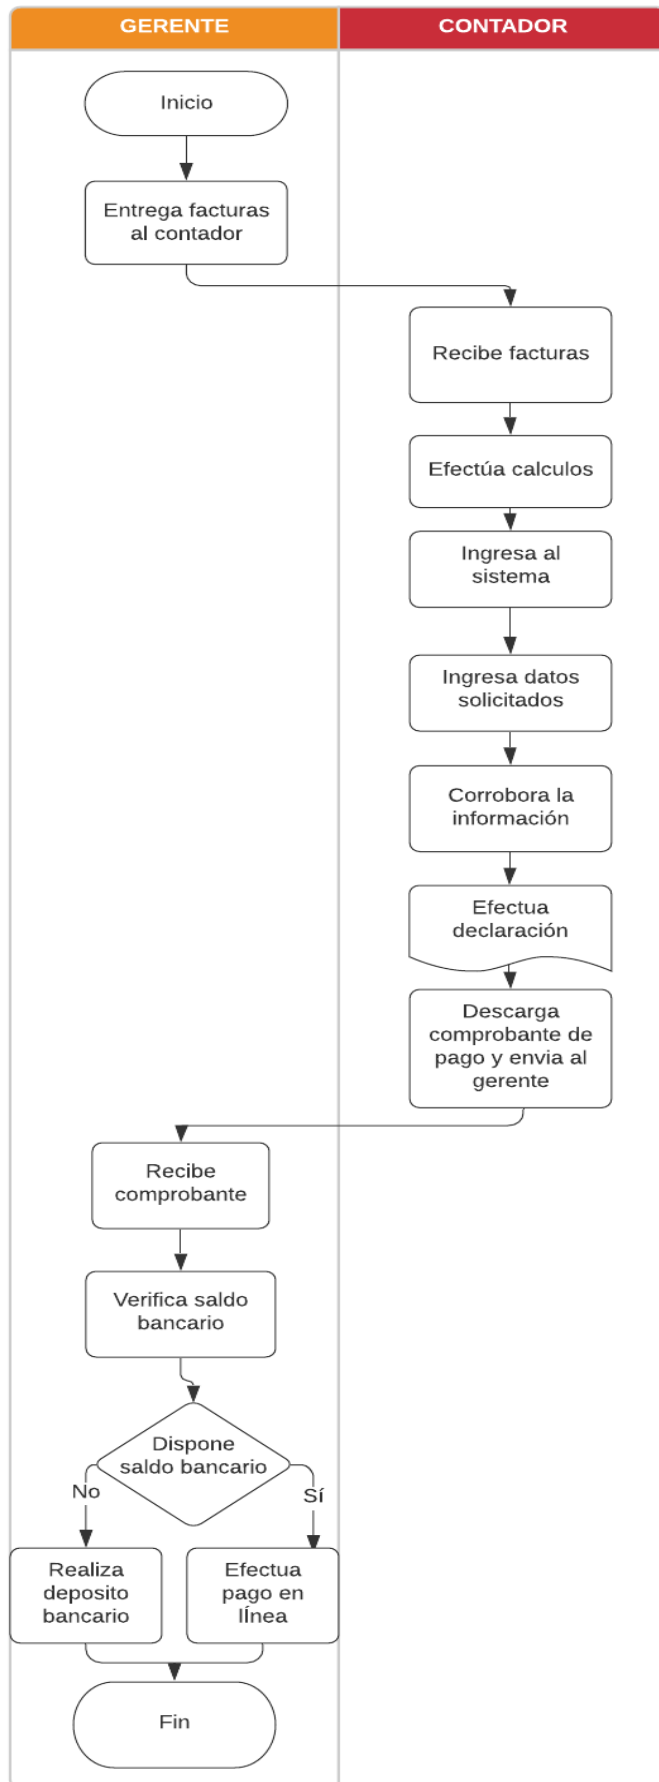 GERENTE
CONTADOR
Inicio
Entrega facturas
al contador
Recibe facturas
Efectúa calculos
Ingresa al
sistema
Ingresa datos
solicitados
Corrobora la
información
Efectua
declaración
Descarga
comprobante de
pago y envia al
gerente
Recibe
comprobante
Verifica saldo
bancario
Dispone
saldo bancario
No
Sí
Realiza
deposito
bancario
Efectua
pago en
lÍnea
Fin